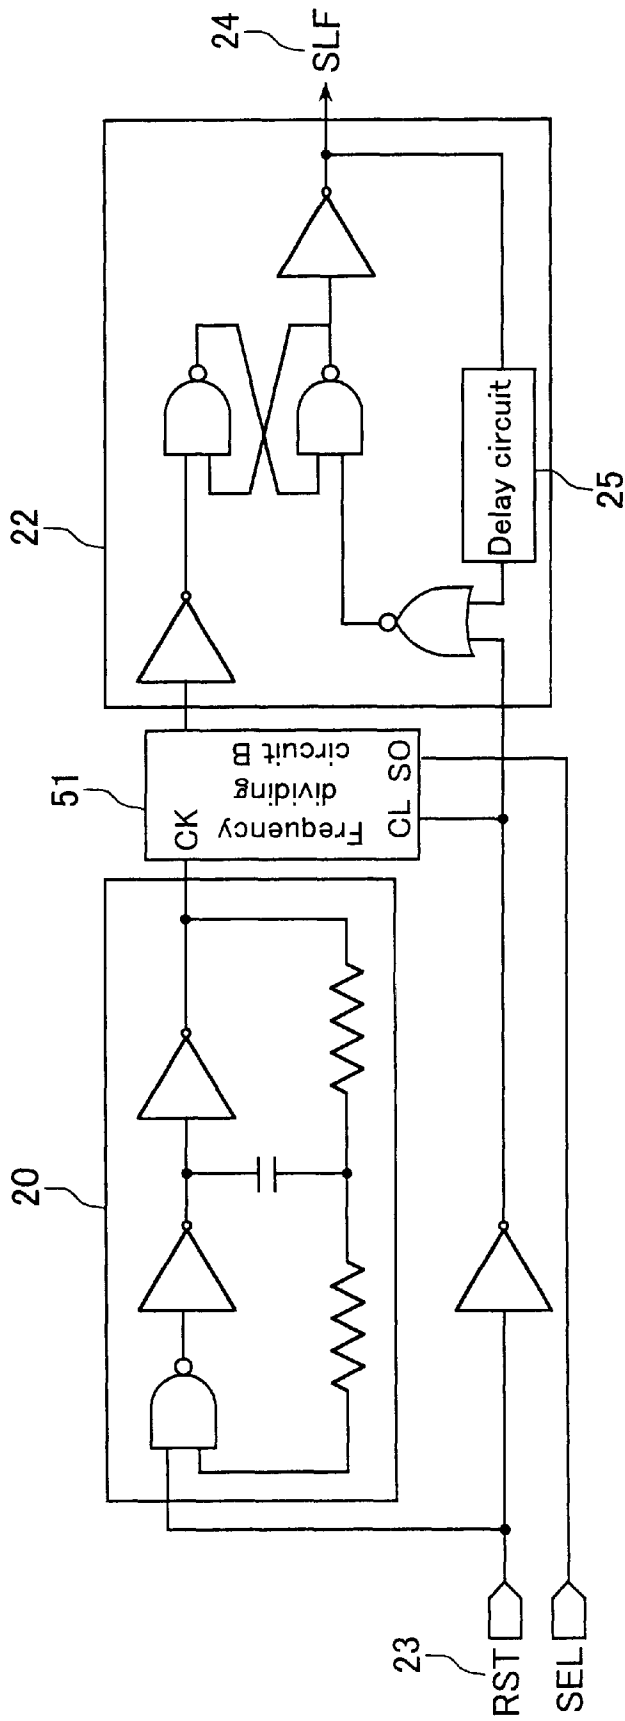 24
SLF
22
Delay circuit
25
51
CK
Frequency
dividing
circuit B
CL SO
20
23
RST
SEL